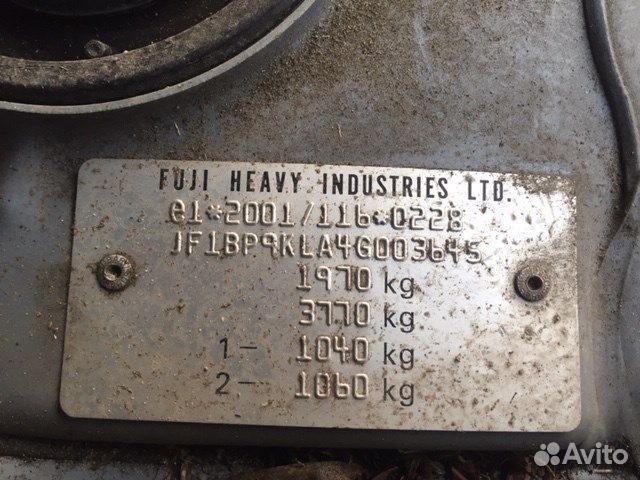 FUJI HEAVY INDUSTRIES LTD.
e1*2001/116*0228
JF1BP9KLA4G003645
1970 kg
3770 kg
1- 1040 kg
2- 1060 kg
Avito